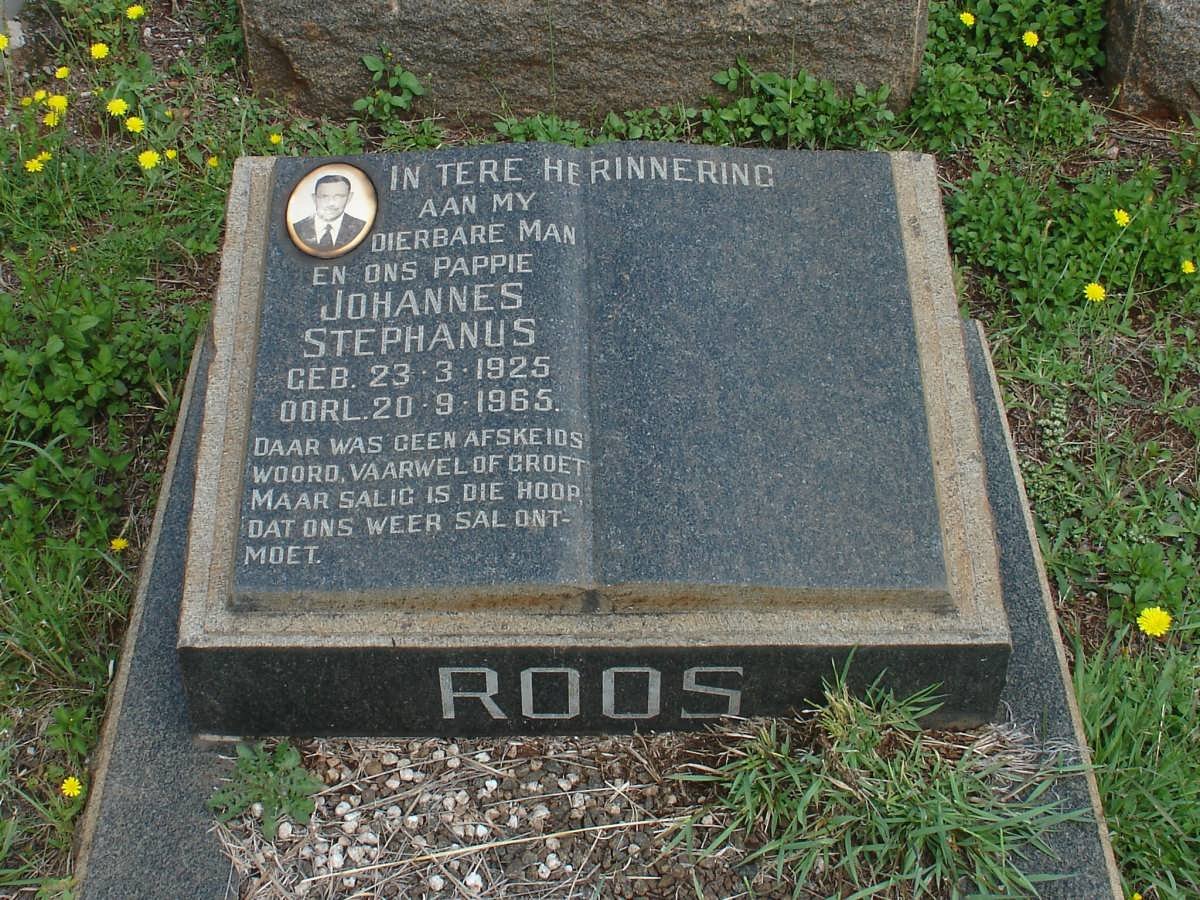 IN TERE HERINNERING
AAN MY
DIERBARE MAN
EN ONS PAPPIE
JOHANNES
STEPHANUS
GEB. 23·3·1925
OORL. 20·9·1965.
DAAR WAS GEEN AFSKEIDS
WOORD, VAARWEL OF GROET
MAAR SALIG IS DIE HOOP,
DAT ONS WEER SAL ONT-
MOET.
ROOS